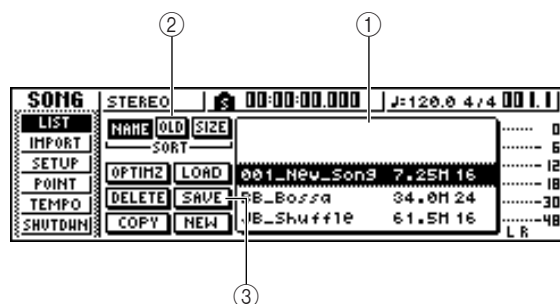 ② ①
SONG STEREO S 00:00:00.000 ♩=120.0 4/4 001.1
LIST
IMPORT
SETUP
POINT
TEMPO
SHUTDWN
NAME OLD SIZE
SORT
OPTIMZ LOAD
DELETE SAVE
COPY NEW
001_New_Song 7.25M 16
B_Bossa 34.0M 24
B_Shuffle 61.5M 16
0
6
12
18
30
48
L R
③